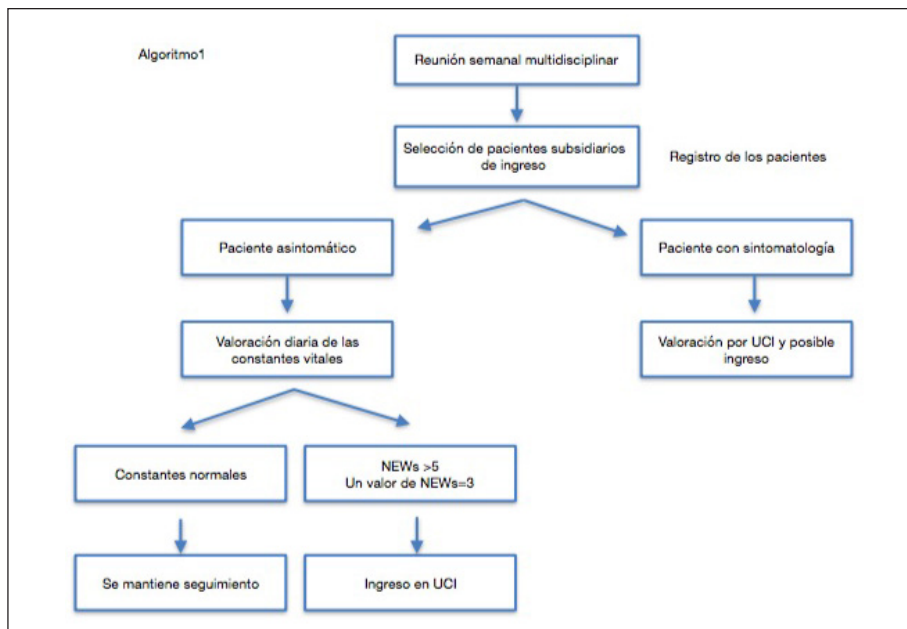 Algoritmo1
Reunión semanal multidisciplinar
Selección de pacientes subsidiarios
de ingreso
Registro de los pacientes
Paciente asintomático
Paciente con sintomatología
Valoración diaria de las
constantes vitales
Valoración por UCI y posible
ingreso
Constantes normales
NEWs >5
Un valor de NEWs=3
Se mantiene seguimiento
Ingreso en UCI